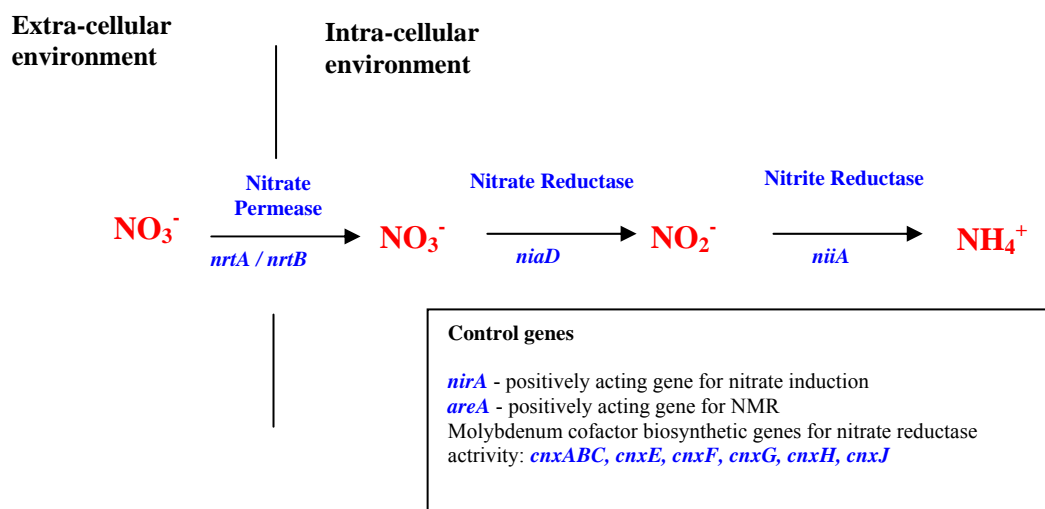 Extra-cellular
environment
Intra-cellular
environment
Nitrate
Permease
Nitrate Reductase
Nitrite Reductase
NO₃⁻
NO₃⁻
NO₂⁻
NH₄⁺
nrtA / nrtB
niaD
niiA
Control genes
nirA - positively acting gene for nitrate induction
areA - positively acting gene for NMR
Molybdenum cofactor biosynthetic genes for nitrate reductase
actrivity: cnxABC, cnxE, cnxF, cnxG, cnxH, cnxJ